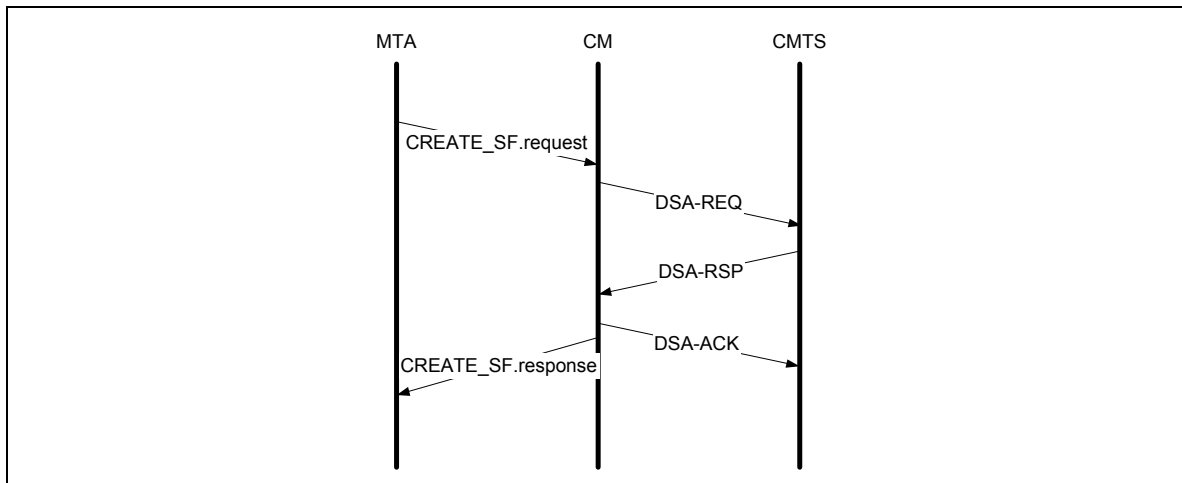 MTA CM CMTS
CREATE_SF.request
DSA-REQ
DSA-RSP
DSA-ACK
CREATE_SF.response